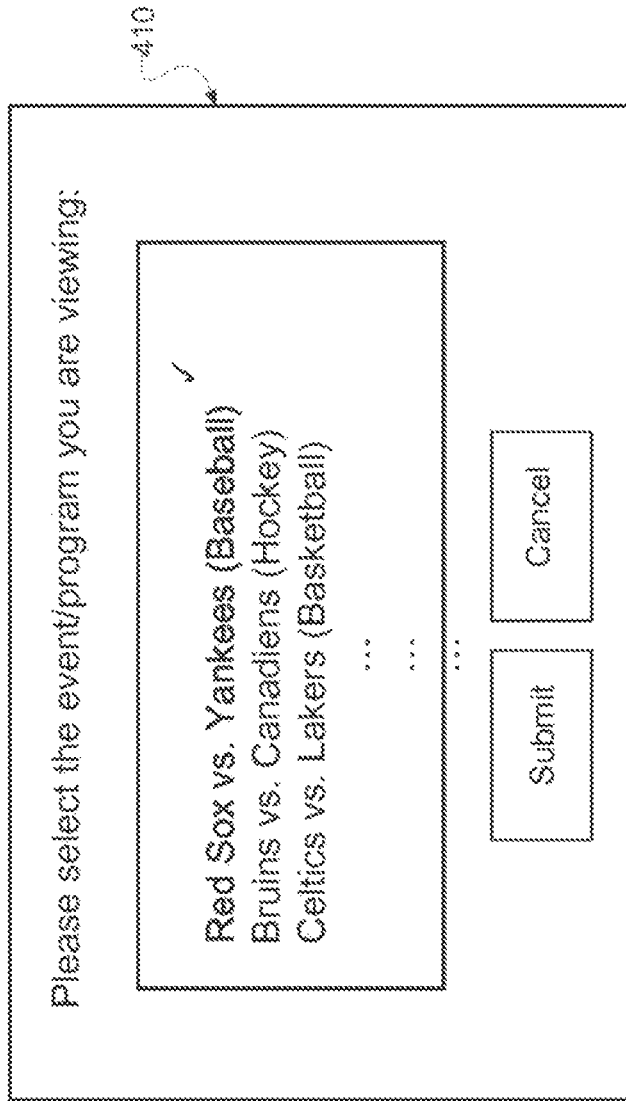 410
Please select the event/program you are viewing:
Red Sox vs. Yankees (Baseball) ✓
Bruins vs. Canadiens (Hockey)
Celtics vs. Lakers (Basketball)
...
...
...
Submit Cancel